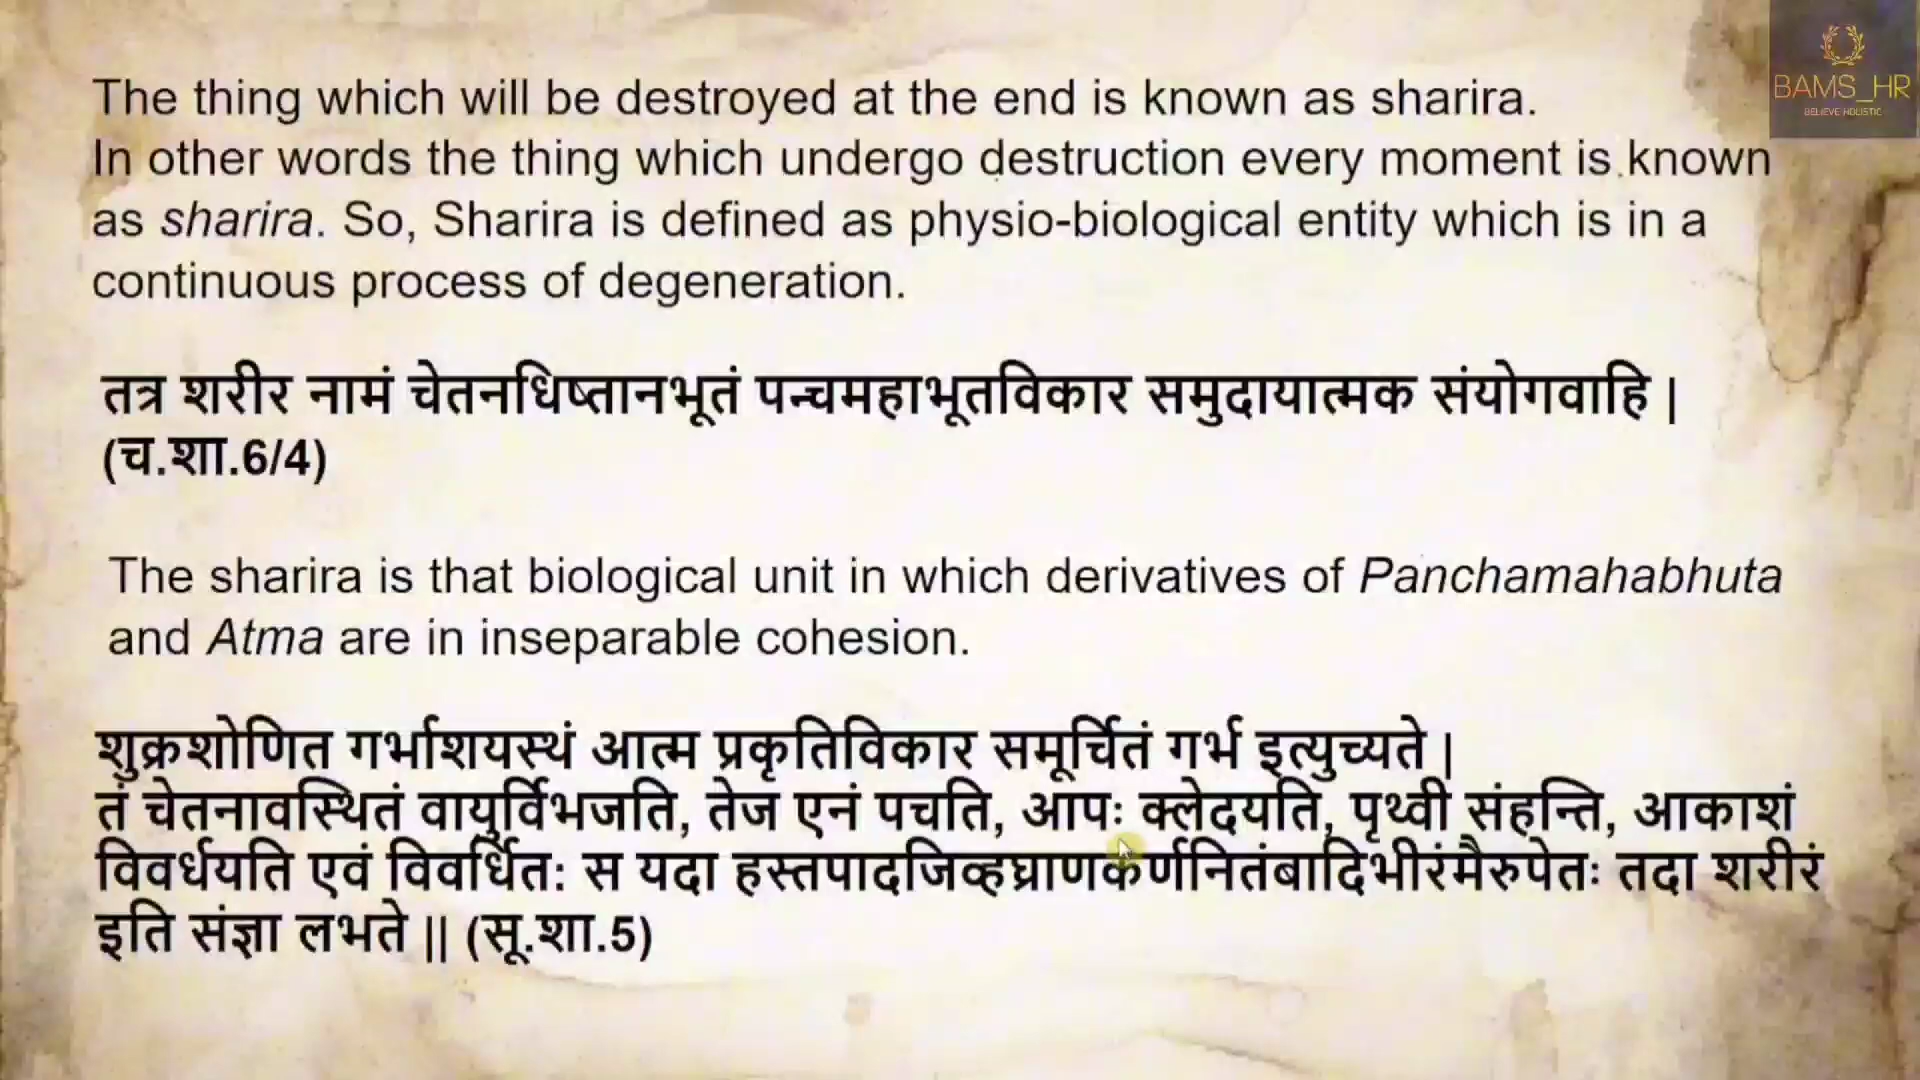 BAMS_HR
BELIEVE HOLISTIC
The thing which will be destroyed at the end is known as sharira.
In other words the thing which undergo destruction every moment is known
as sharira. So, Sharira is defined as physio-biological entity which is in a
continuous process of degeneration.
तत्र शरीर नामं चेतनधिष्तानभूतं पन्चमहाभूतविकार समुदायात्मक संयोगवाहि |
(च.शा.6/4)
The sharira is that biological unit in which derivatives of Panchamahabhuta
and Atma are in inseparable cohesion.
शुक्रशोणित गर्भाशयस्थं आत्म प्रकृतिविकार समूर्चितं गर्भ इत्युच्यते |
तं चेतनावस्थितं वायुर्विभजति, तेज एनं पचति, आपः क्लेदयति, पृथ्वी संहन्ति, आकाशं
विवर्धयति एवं विवर्धित: स यदा हस्तपादजिव्हघ्राणकर्णनितंबादिभीरंमैरुपेतः तदा शरीरं
इति संज्ञा लभते || (सू.शा.5)